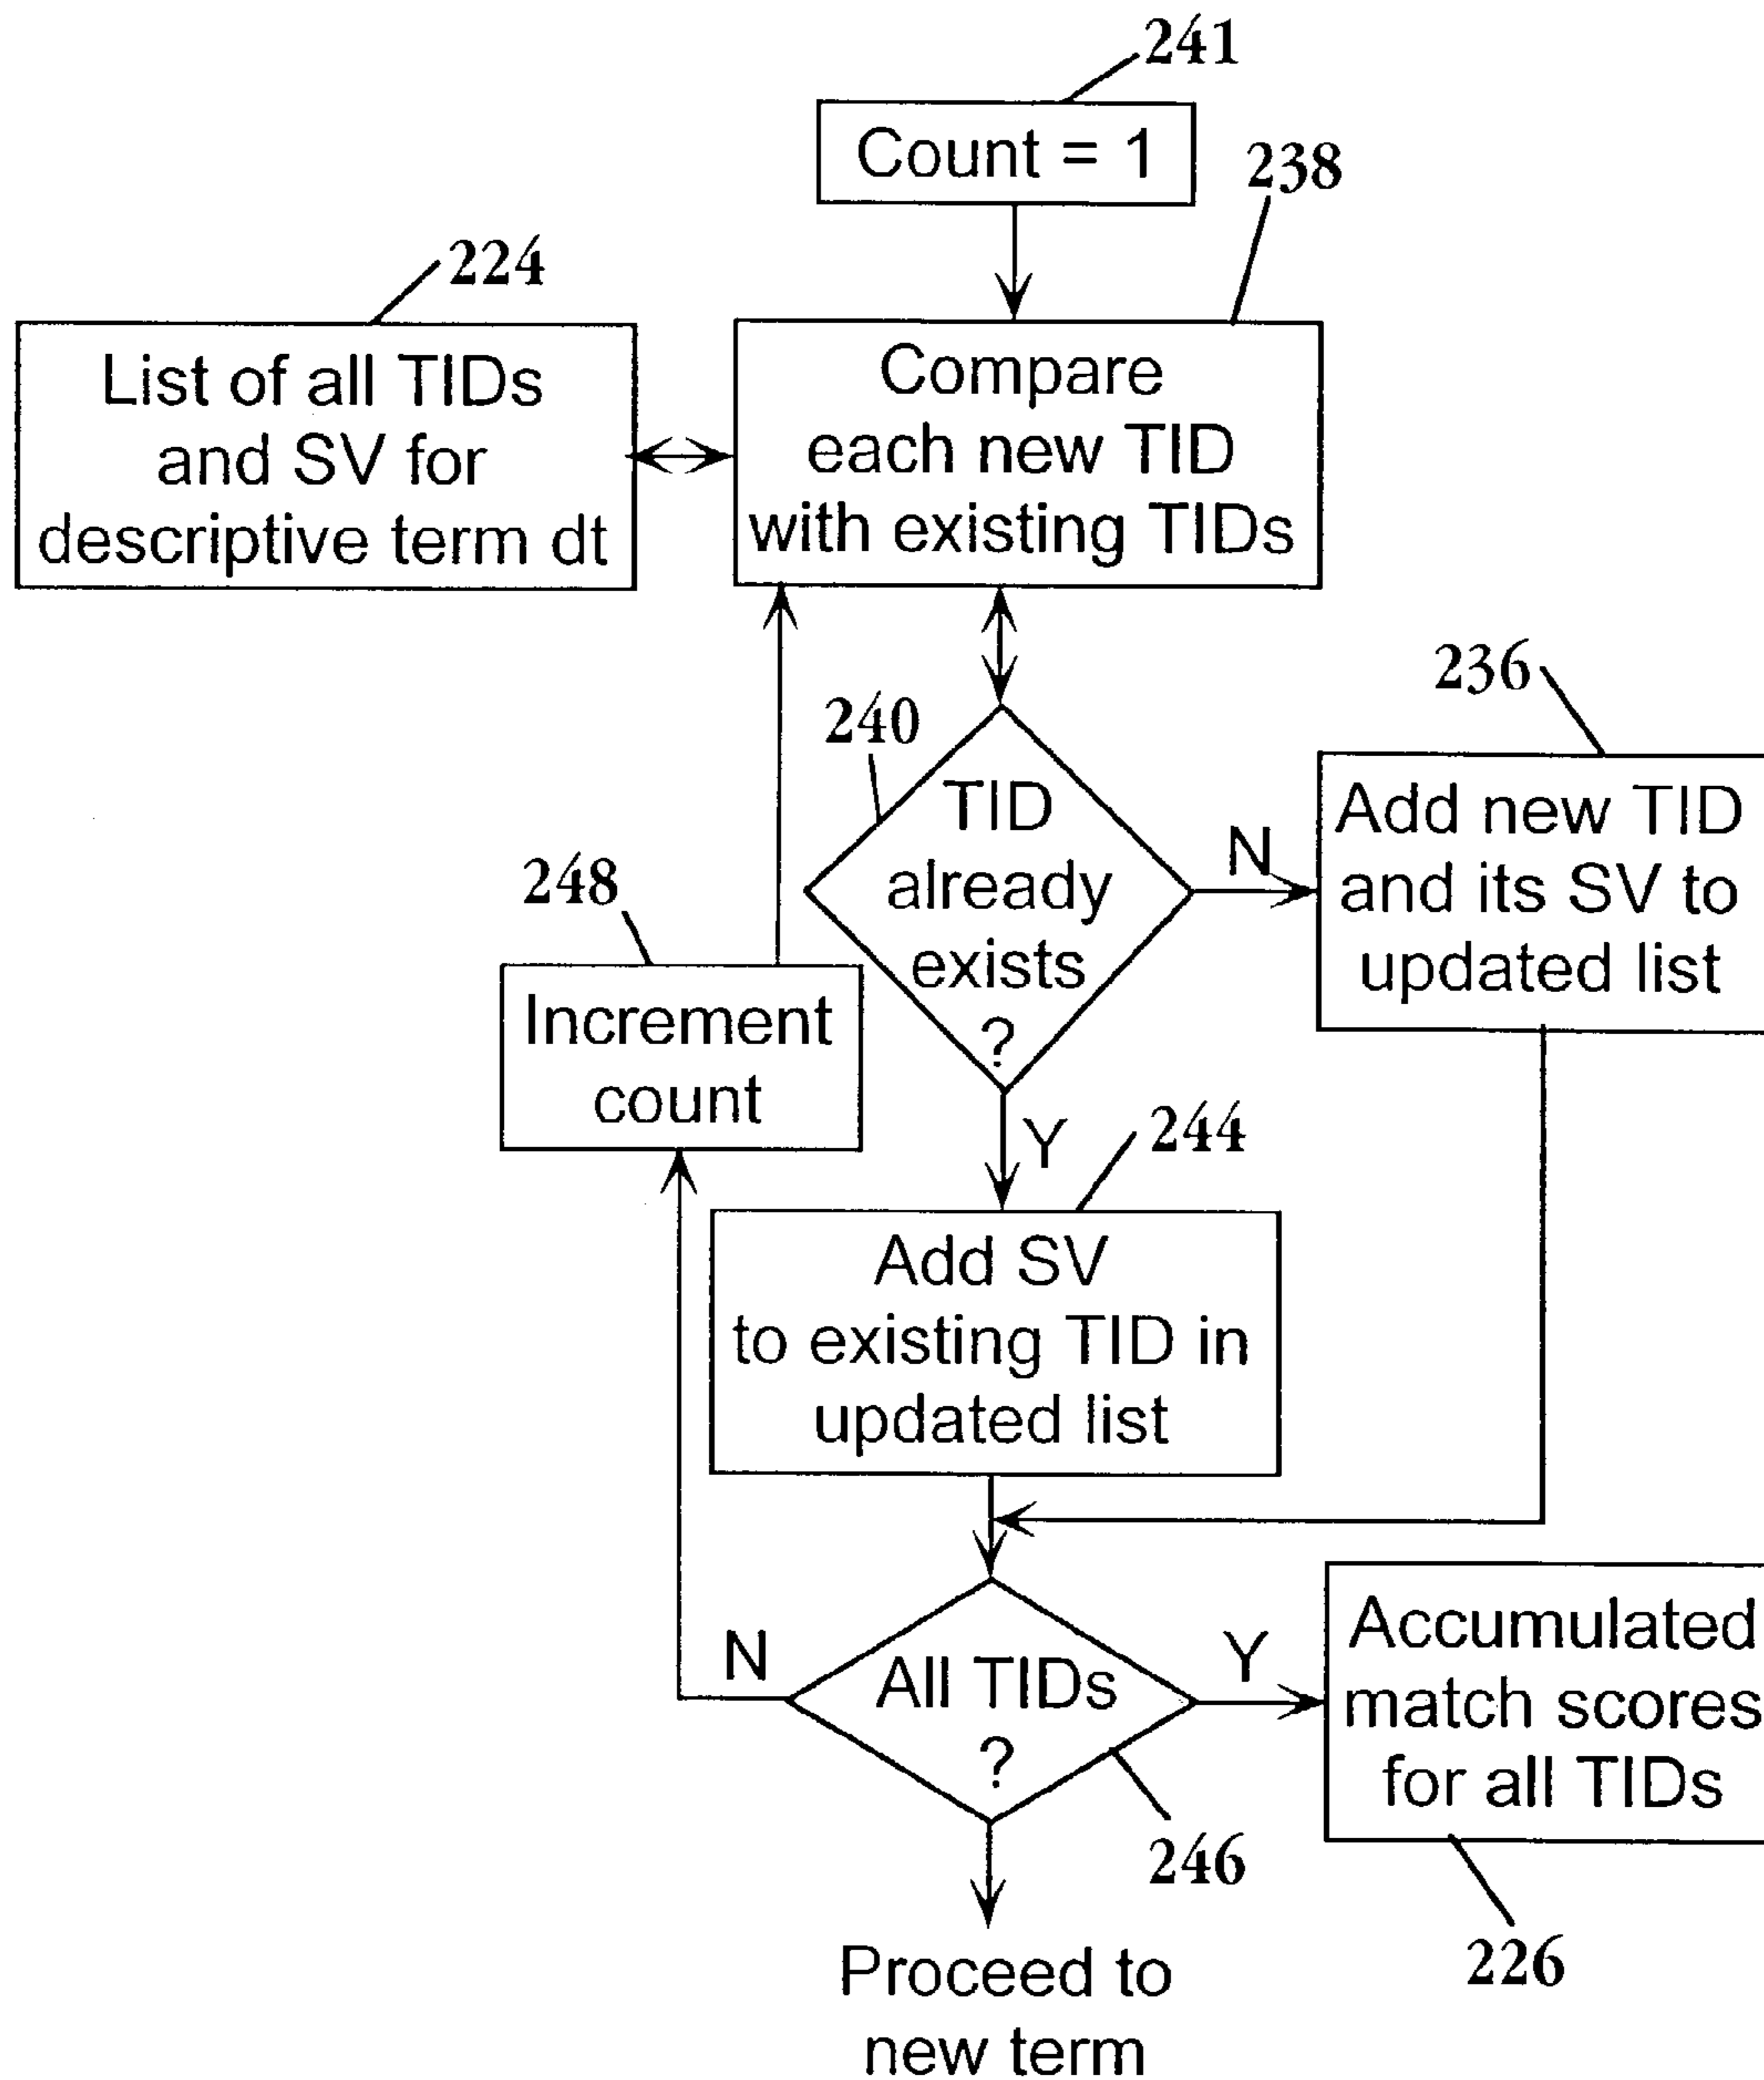 241
Count = 1
238
224
List of all TIDs
and SV for
descriptive term dt
Compare
each new TID
with existing TIDs
236
240
TID
already
exists
?
N
Add new TID
and its SV to
updated list
248
Increment
count
Y
244
Add SV
to existing TID in
updated list
N
All TIDs
?
Y
Accumulated
match scores
for all TIDs
246
226
Proceed to
new term